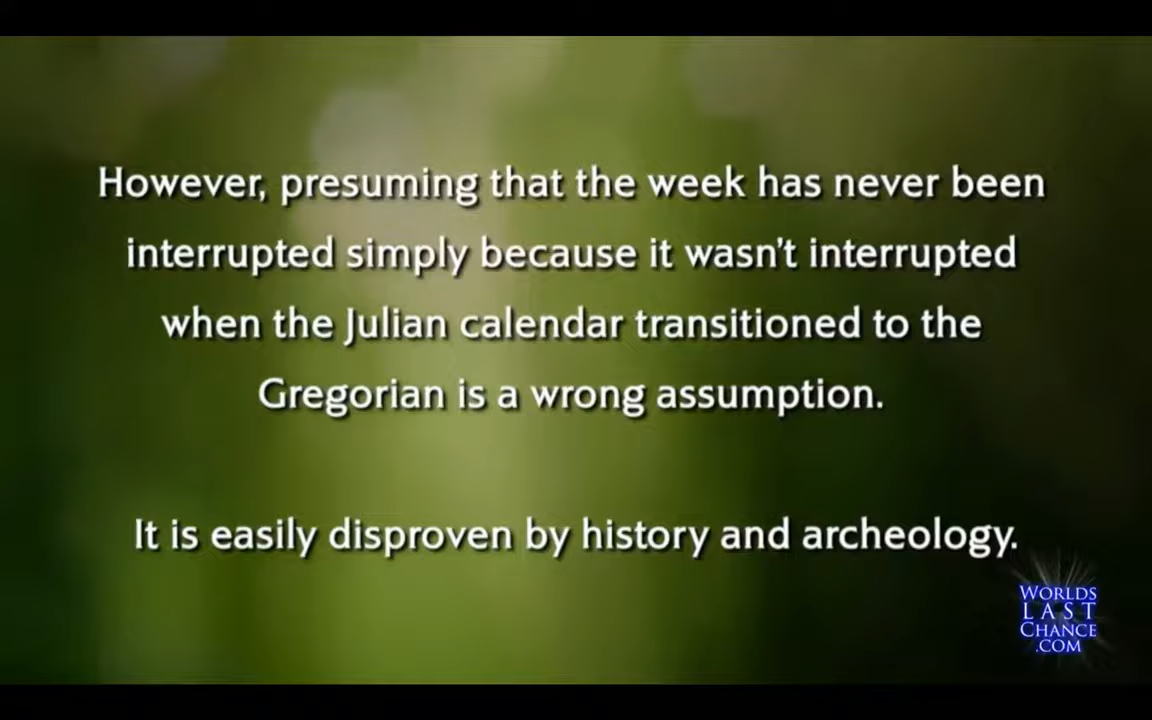 However, presuming that the week has never been
interrupted simply because it wasn't interrupted
when the Julian calendar transitioned to the
Gregorian is a wrong assumption.
It is easily disproven by history and archeology.
WORLDS
LAST
CHANCE
.COM